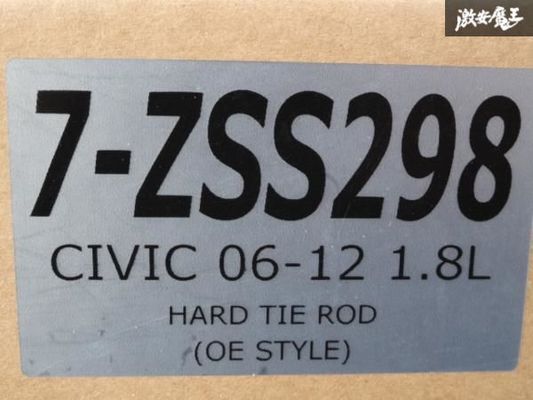 激安魔王
7-ZSS298
CIVIC 06-12 1.8L
HARD TIE ROD
(OE STYLE)